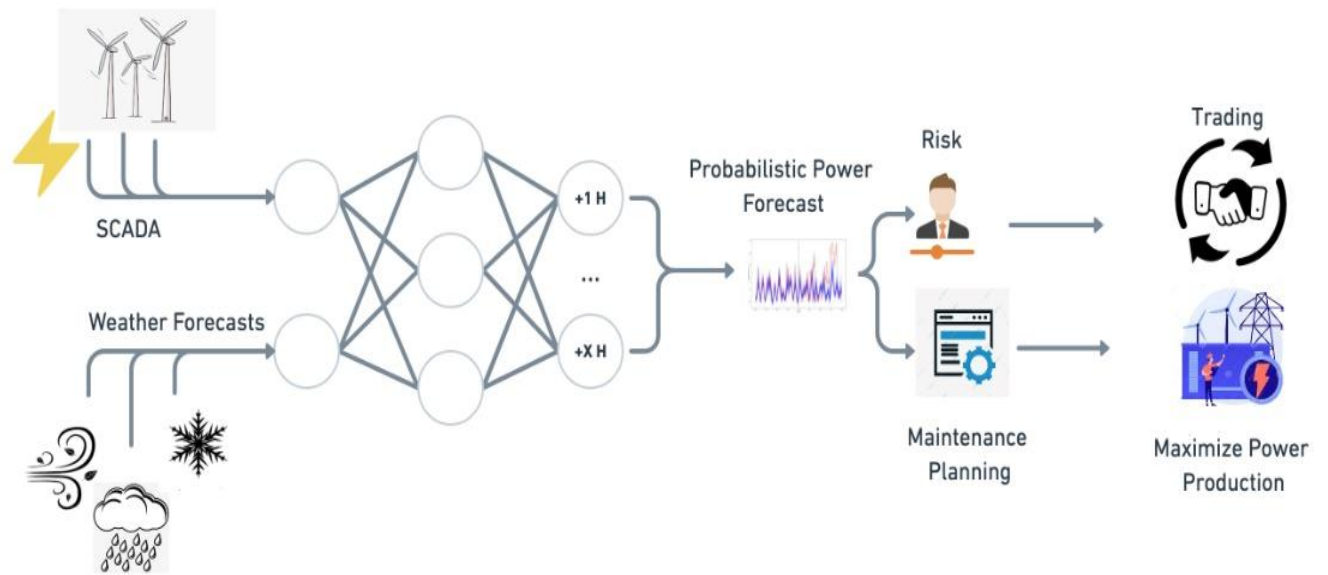 SCADA
Weather Forecasts
+1 H
...
+X H
Probabilistic Power
Forecast
Risk
Maintenance
Planning
Trading
Maximize Power
Production